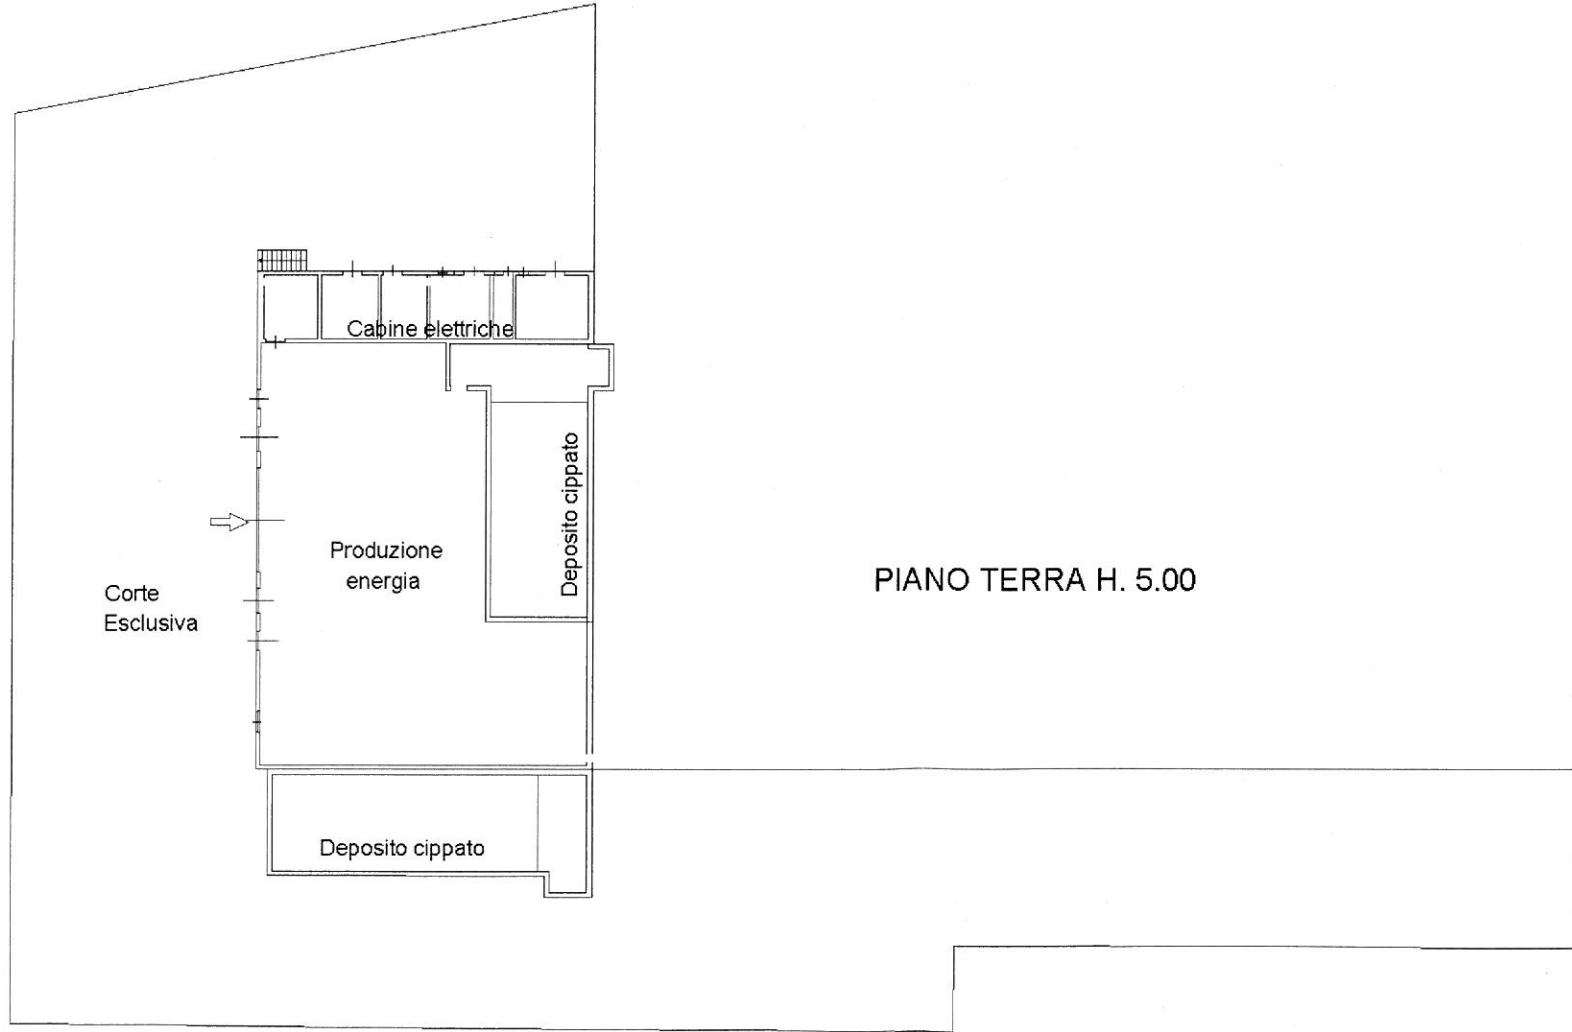 Cabine elettriche
Deposito cippato
Produzione
energia
PIANO TERRA H. 5.00
Corte
Esclusiva
Deposito cippato